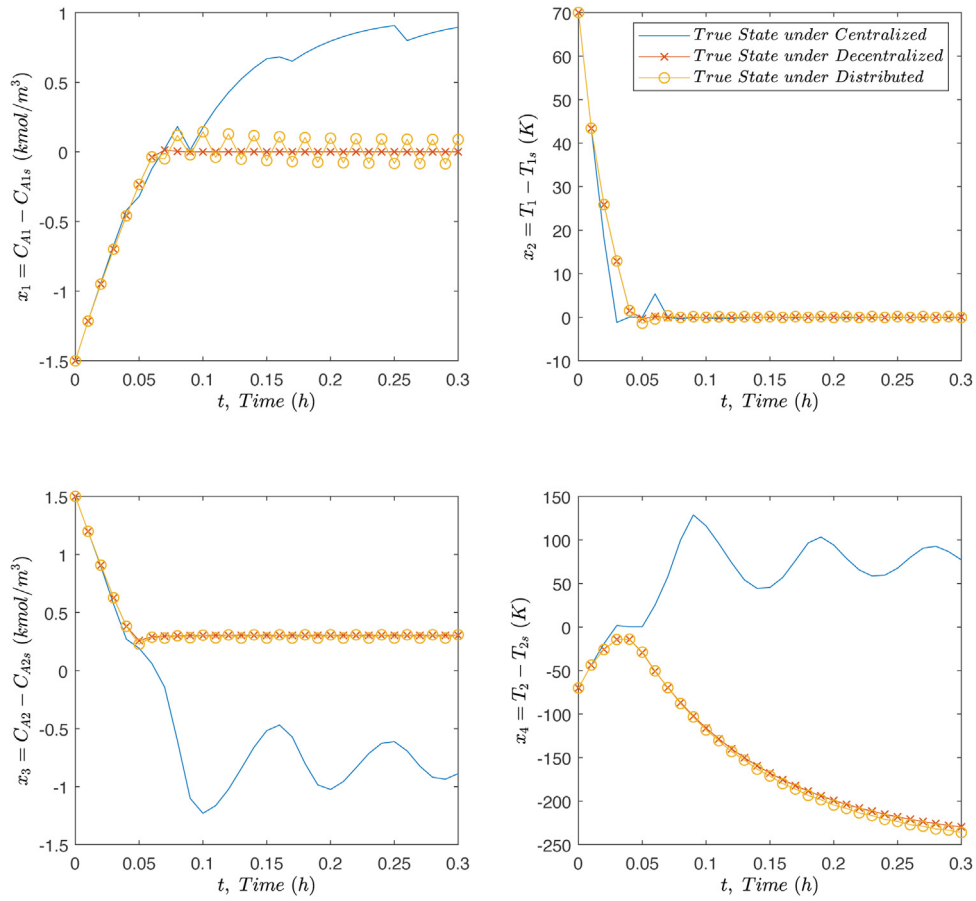 1
0.5
0
-0.5
-1
-1.5
x1 = CA1 − CA1s (kmol/m³)
0 0.05 0.1 0.15 0.2 0.25 0.3
t, Time (h)
70
60
50
40
30
20
10
0
-10
x2 = T1 − T1s (K)
True State under Centralized
True State under Decentralized
True State under Distributed
0 0.05 0.1 0.15 0.2 0.25 0.3
t, Time (h)
1.5
1
0.5
0
-0.5
-1
-1.5
x3 = CA2 − CA2s (kmol/m³)
0 0.05 0.1 0.15 0.2 0.25 0.3
t, Time (h)
150
100
50
0
-50
-100
-150
-200
-250
x4 = T2 − T2s (K)
0 0.05 0.1 0.15 0.2 0.25 0.3
t, Time (h)